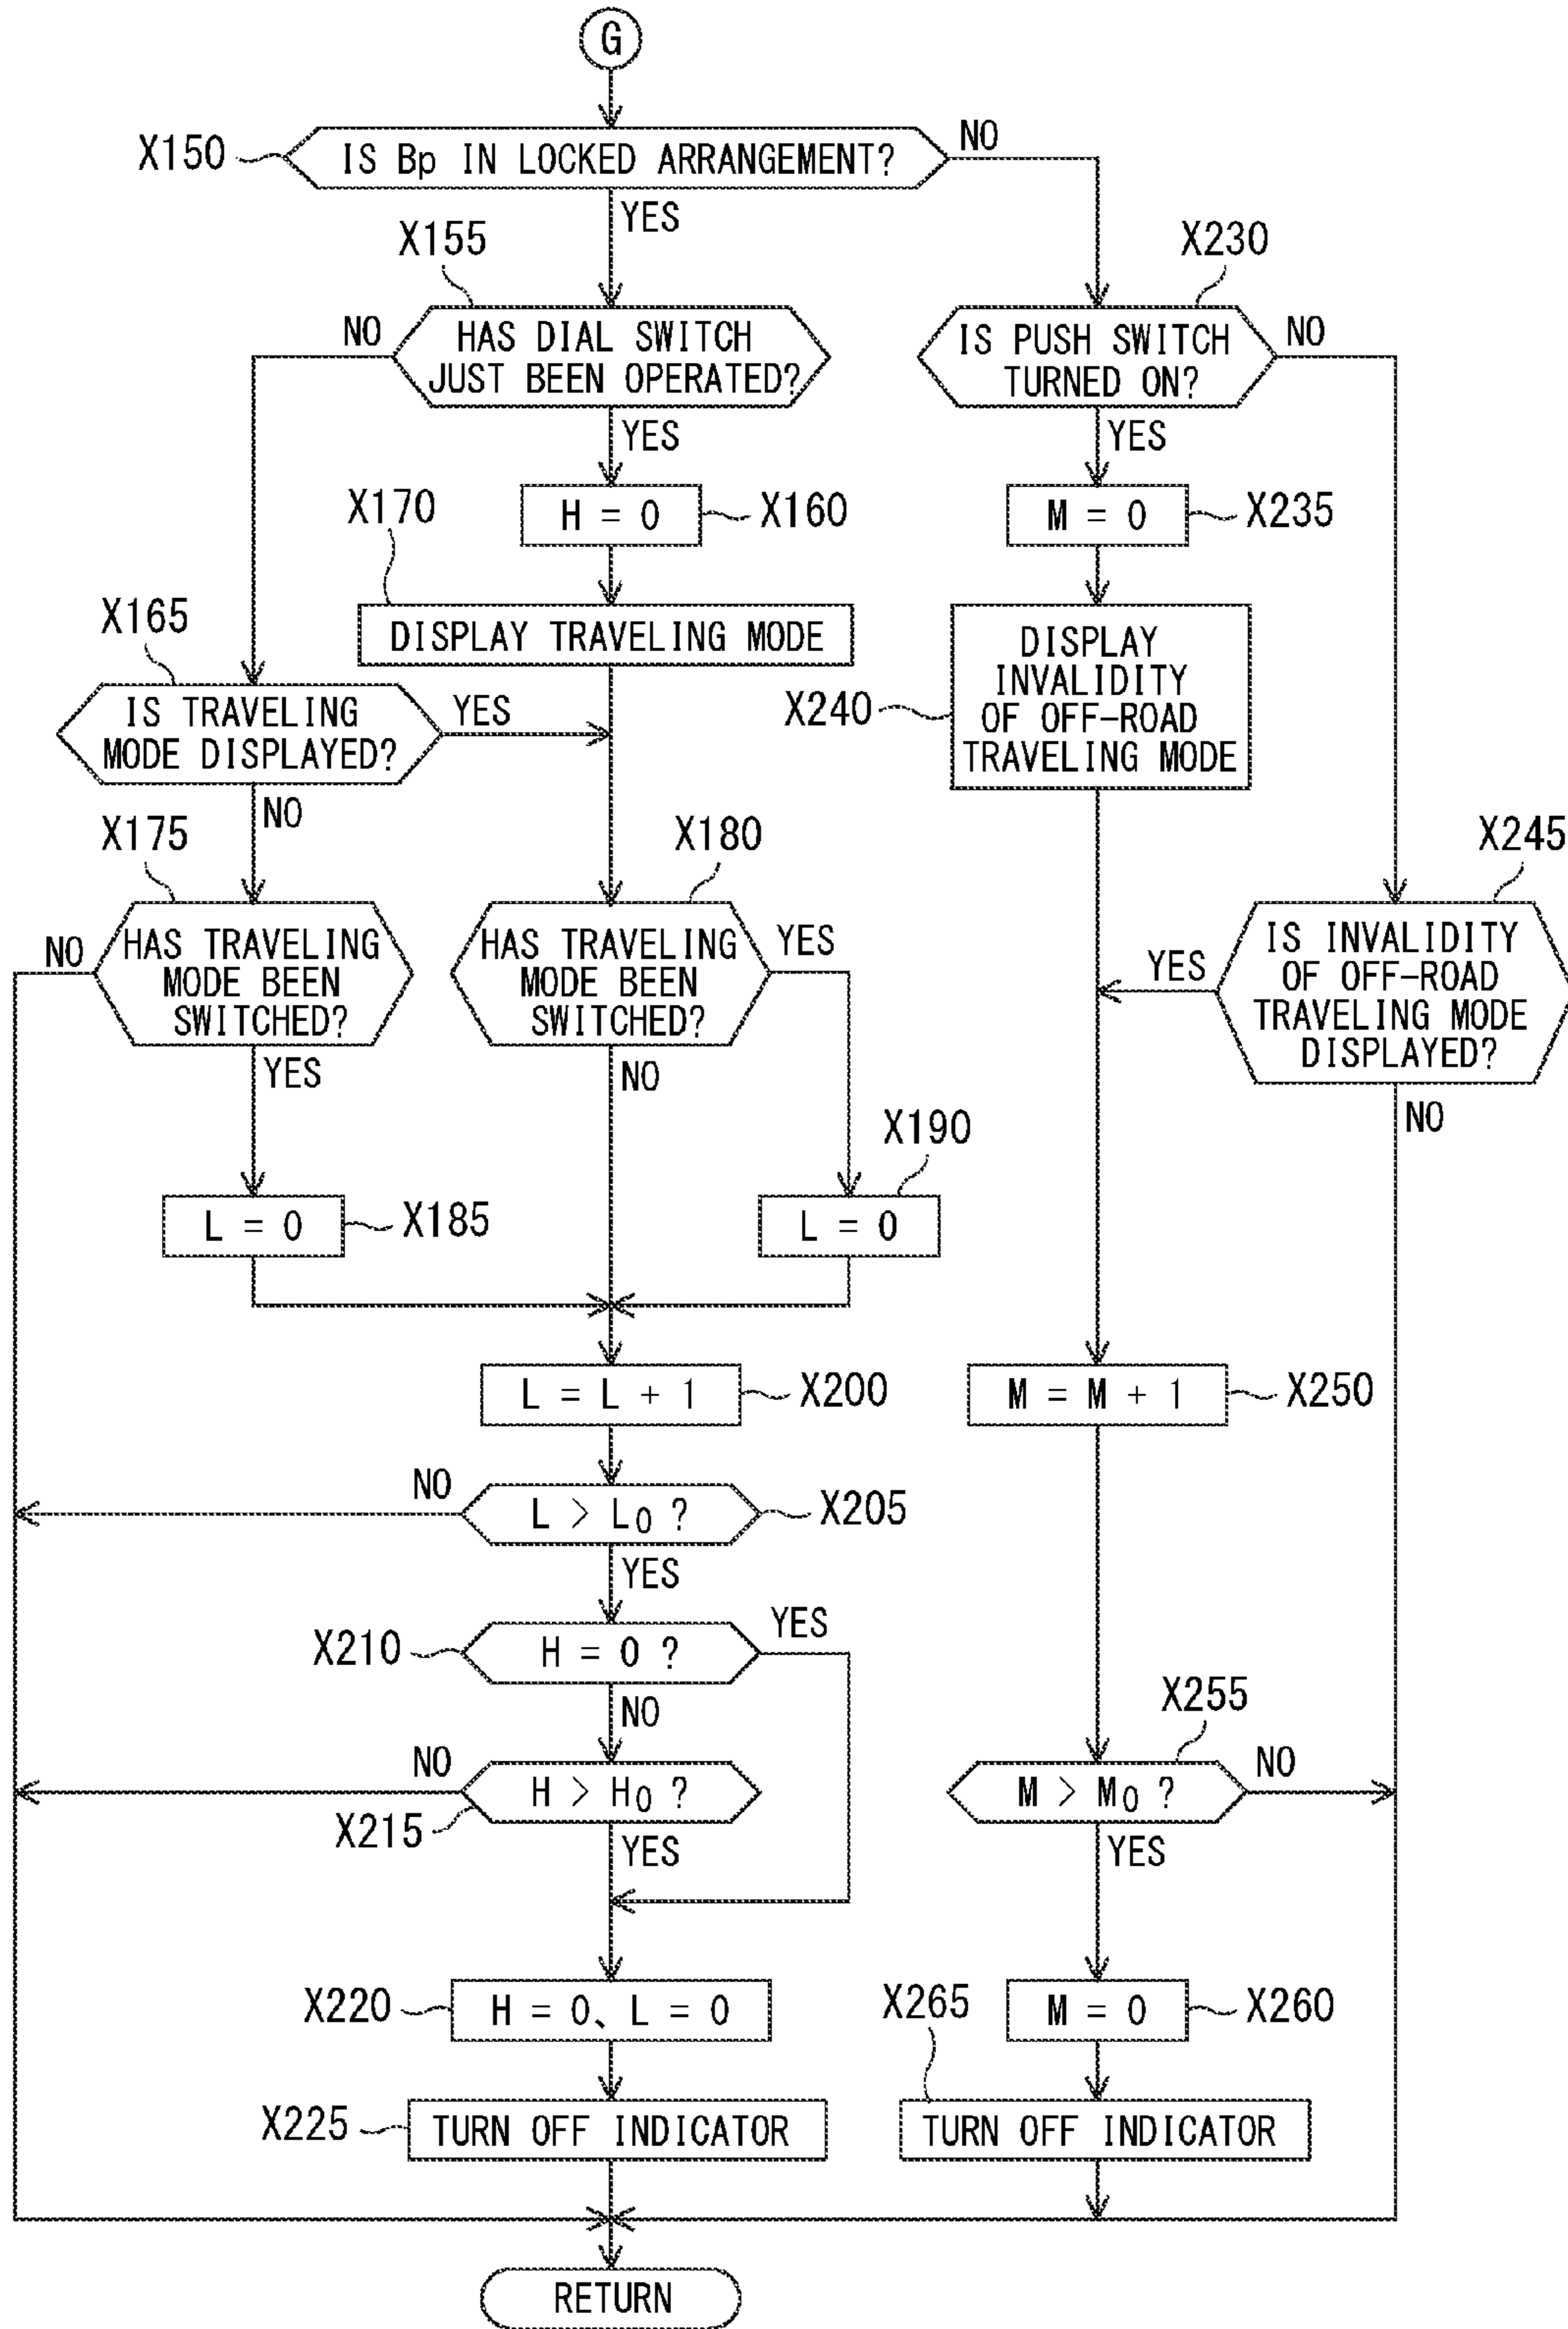 G
X150
IS Bp IN LOCKED ARRANGEMENT?
NO
YES
X155
X230
NO
HAS DIAL SWITCH
JUST BEEN OPERATED?
IS PUSH SWITCH
TURNED ON?
NO
YES
YES
X170
H = 0
X160
M = 0
X235
X165
DISPLAY TRAVELING MODE
DISPLAY
INVALIDITY
OF OFF-ROAD
TRAVELING MODE
X240
IS TRAVELING
MODE DISPLAYED?
YES
NO
X175
X180
X245
NO
HAS TRAVELING
MODE BEEN
SWITCHED?
HAS TRAVELING
MODE BEEN
SWITCHED?
YES
YES
IS INVALIDITY
OF OFF-ROAD
TRAVELING MODE
DISPLAYED?
YES
NO
NO
X190
L = 0
X185
L = 0
L = L + 1
X200
M = M + 1
X250
NO
L > L0 ?
X205
YES
X210
H = 0 ?
YES
NO
X255
NO
H > H0 ?
X215
YES
M > M0 ?
NO
YES
X220
H = 0、L = 0
X265
M = 0
X260
X225
TURN OFF INDICATOR
TURN OFF INDICATOR
RETURN